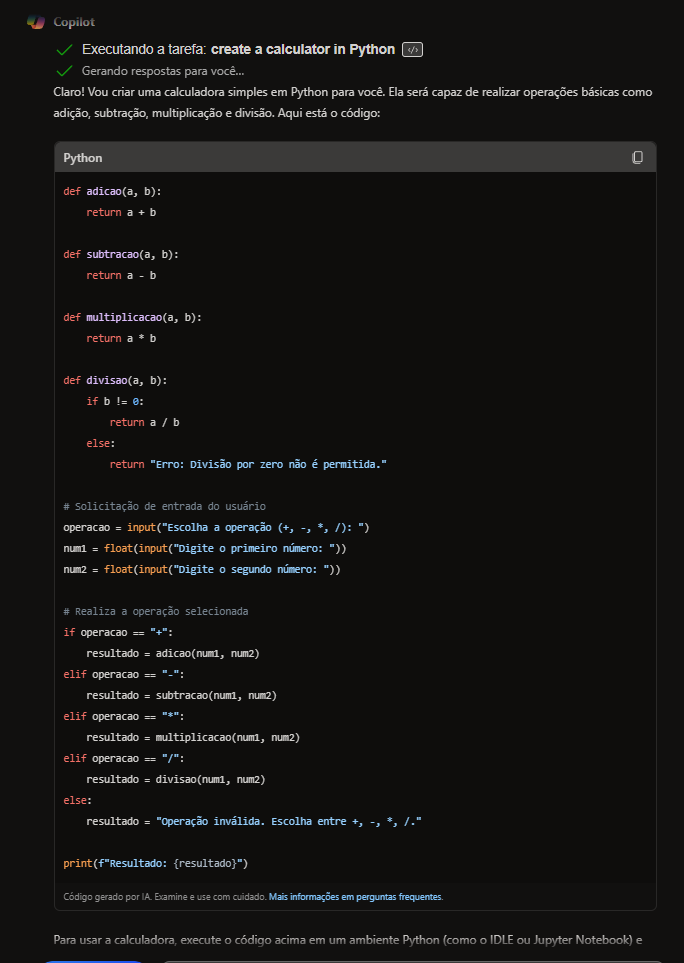 Copilot
Executando a tarefa: create a calculator in Python </>
Gerando respostas para você...
Claro! Vou criar uma calculadora simples em Python para você. Ela será capaz de realizar operações básicas como
adição, subtração, multiplicação e divisão. Aqui está o código:
Python
def adicao(a, b):
    return a + b

def subtracao(a, b):
    return a - b

def multiplicacao(a, b):
    return a * b

def divisao(a, b):
    if b != 0:
        return a / b
    else:
        return "Erro: Divisão por zero não é permitida."

# Solicitação de entrada do usuário
operacao = input("Escolha a operação (+, -, *, /): ")
num1 = float(input("Digite o primeiro número: "))
num2 = float(input("Digite o segundo número: "))

# Realiza a operação selecionada
if operacao == "+":
    resultado = adicao(num1, num2)
elif operacao == "-":
    resultado = subtracao(num1, num2)
elif operacao == "*":
    resultado = multiplicacao(num1, num2)
elif operacao == "/":
    resultado = divisao(num1, num2)
else:
    resultado = "Operação inválida. Escolha entre +, -, *, /."

print(f"Resultado: {resultado}")
Código gerado por IA. Examine e use com cuidado. Mais informações em perguntas frequentes.
Para usar a calculadora, execute o código acima em um ambiente Python (como o IDLE ou Jupyter Notebook) e